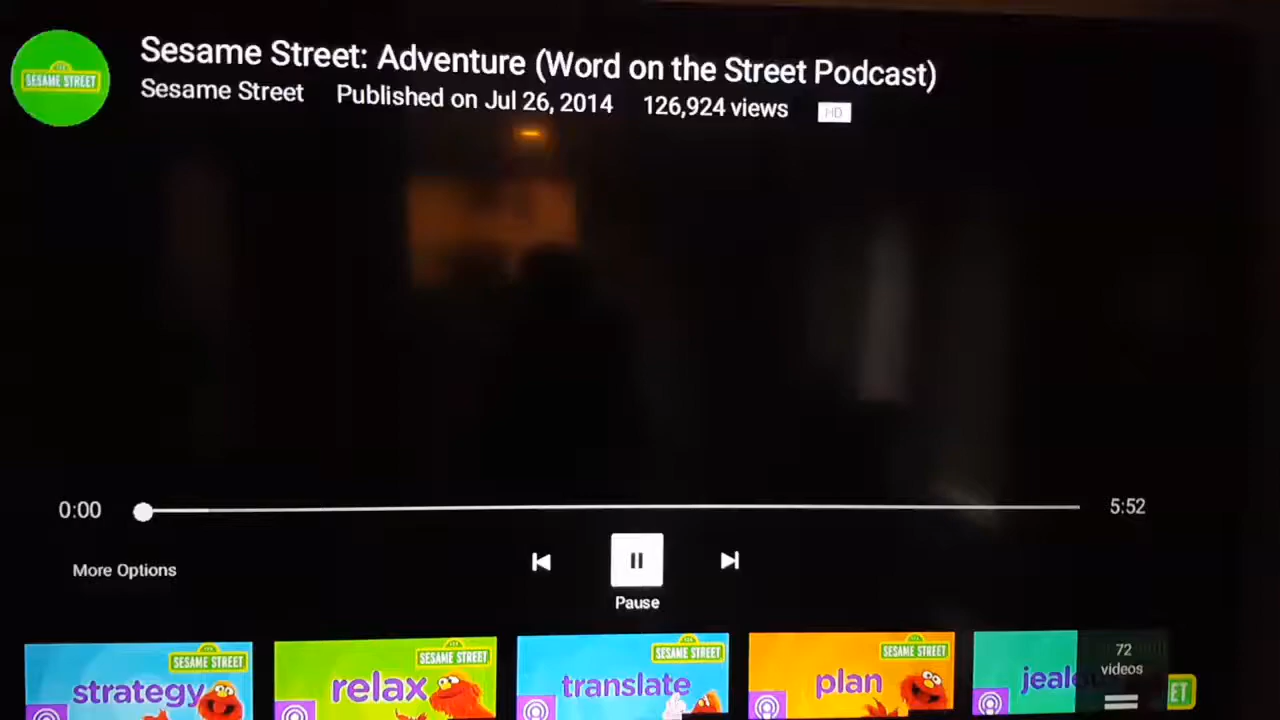 SESAME STREET
Sesame Street: Adventure (Word on the Street Podcast)
Sesame Street Published on Jul 26, 2014 126,924 views HD
0:00 5:52
More Options
Pause
SESAME STREET SESAME STREET SESAME STREET SESAME STREET
72
videos
strategy relax translate plan ET